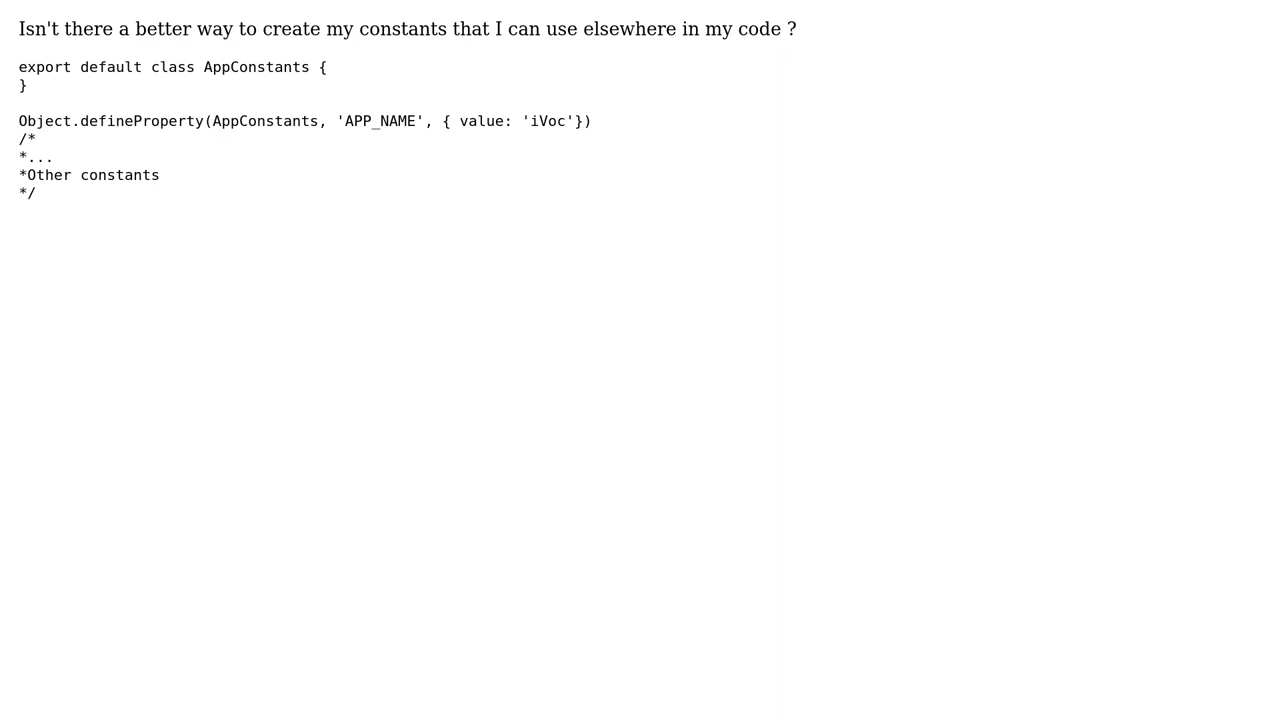 Isn't there a better way to create my constants that I can use elsewhere in my code ?
export default class AppConstants {
}
Object.defineProperty(AppConstants, 'APP_NAME', { value: 'iVoc'})
/*
*...
*Other constants
*/